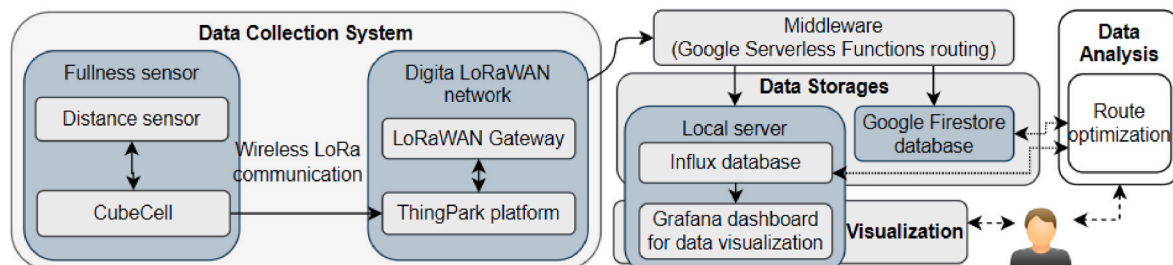 Data Collection System
Fullness sensor
Distance sensor
CubeCell
Wireless LoRa
communication
Digita LoRaWAN
network
LoRaWAN Gateway
ThingPark platform
Middleware
(Google Serverless Functions routing)
Data Storages
Local server
Influx database
Grafana dashboard
for data visualization
Google Firestore
database
Visualization
Data
Analysis
Route
optimization